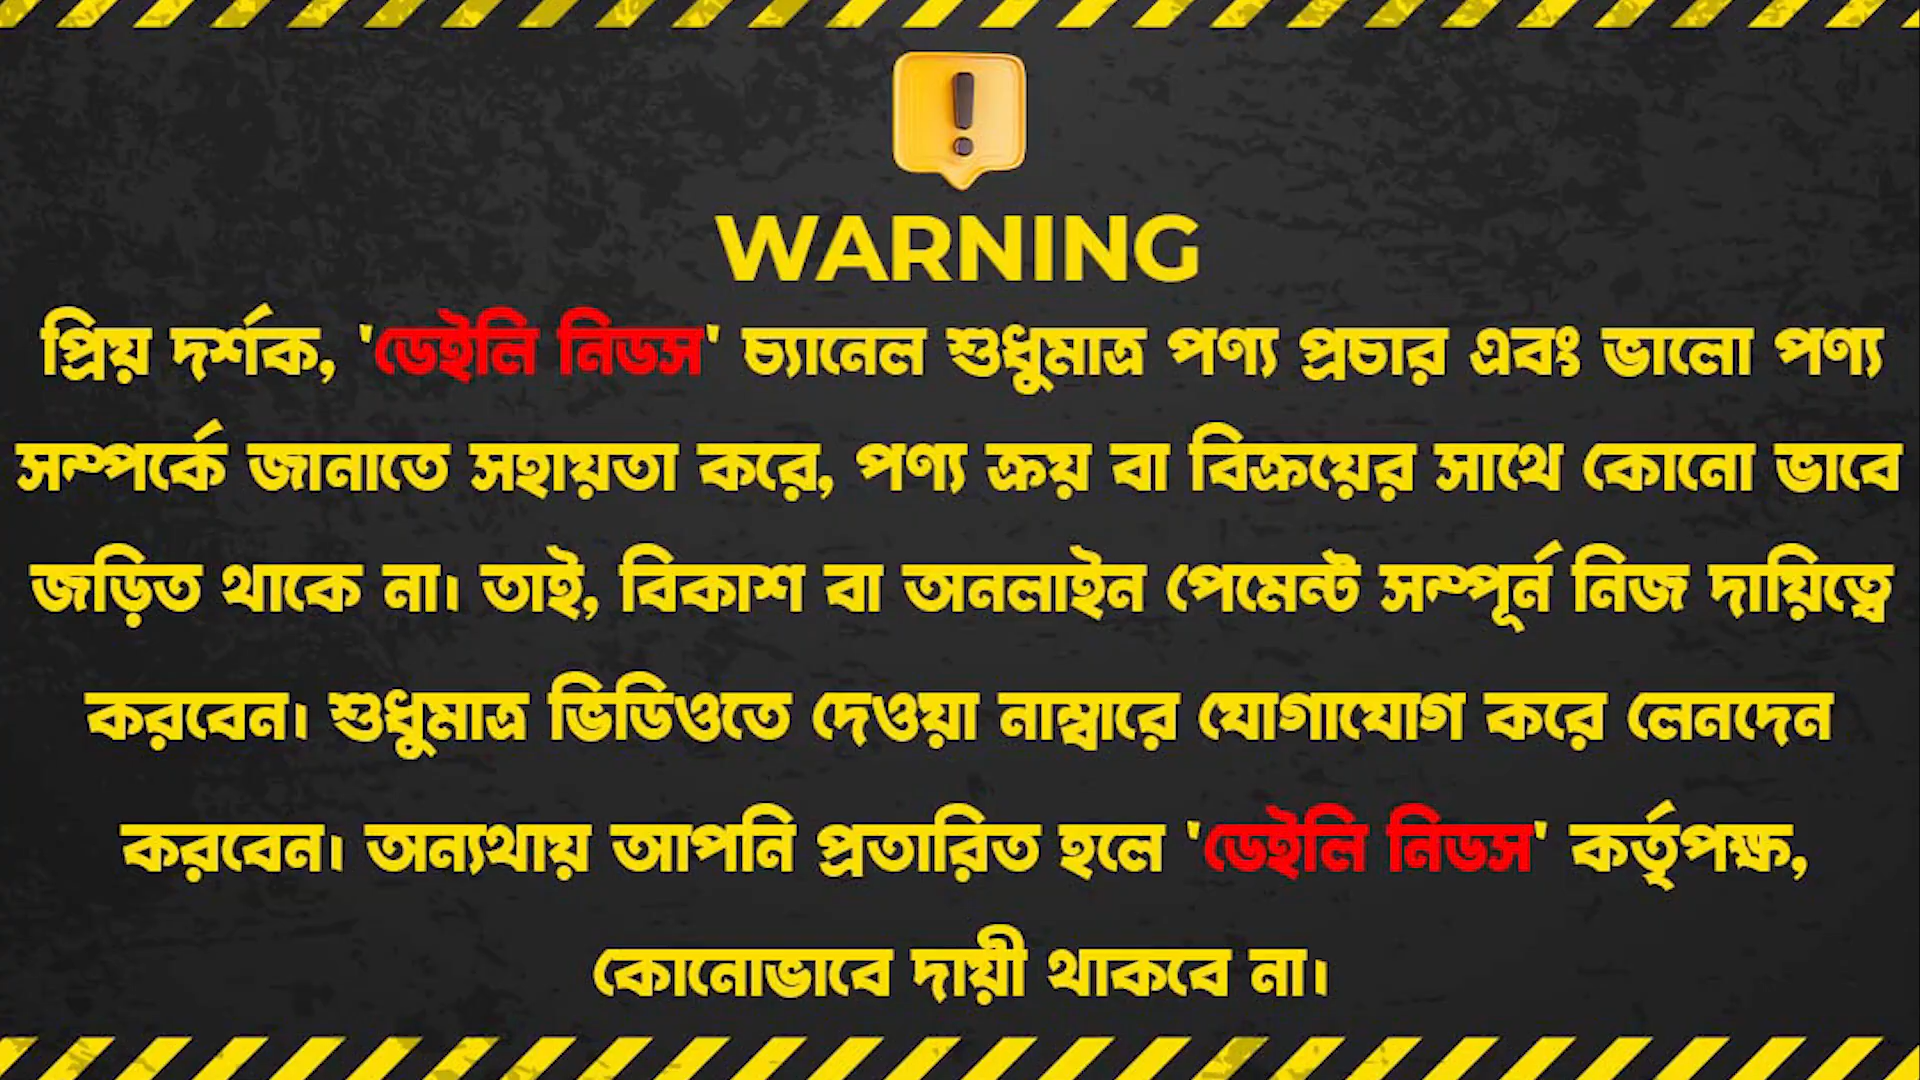 WARNING
প্রিয় দর্শক, 'ডেইলি নিডস' চ্যানেল শুধুমাত্র পণ্য প্রচার এবং ভালো পণ্য
সম্পর্কে জানাতে সহায়তা করে, পণ্য ক্রয় বা বিক্রয়ের সাথে কোনো ভাবে
জড়িত থাকে না। তাই, বিকাশ বা অনলাইন পেমেন্ট সম্পূর্ন নিজ দায়িত্বে
করবেন। শুধুমাত্র ভিডিওতে দেওয়া নাম্বারে যোগাযোগ করে লেনদেন
করবেন। অন্যথায় আপনি প্রতারিত হলে 'ডেইলি নিডস' কর্তৃপক্ষ,
কোনোভাবে দায়ী থাকবে না।